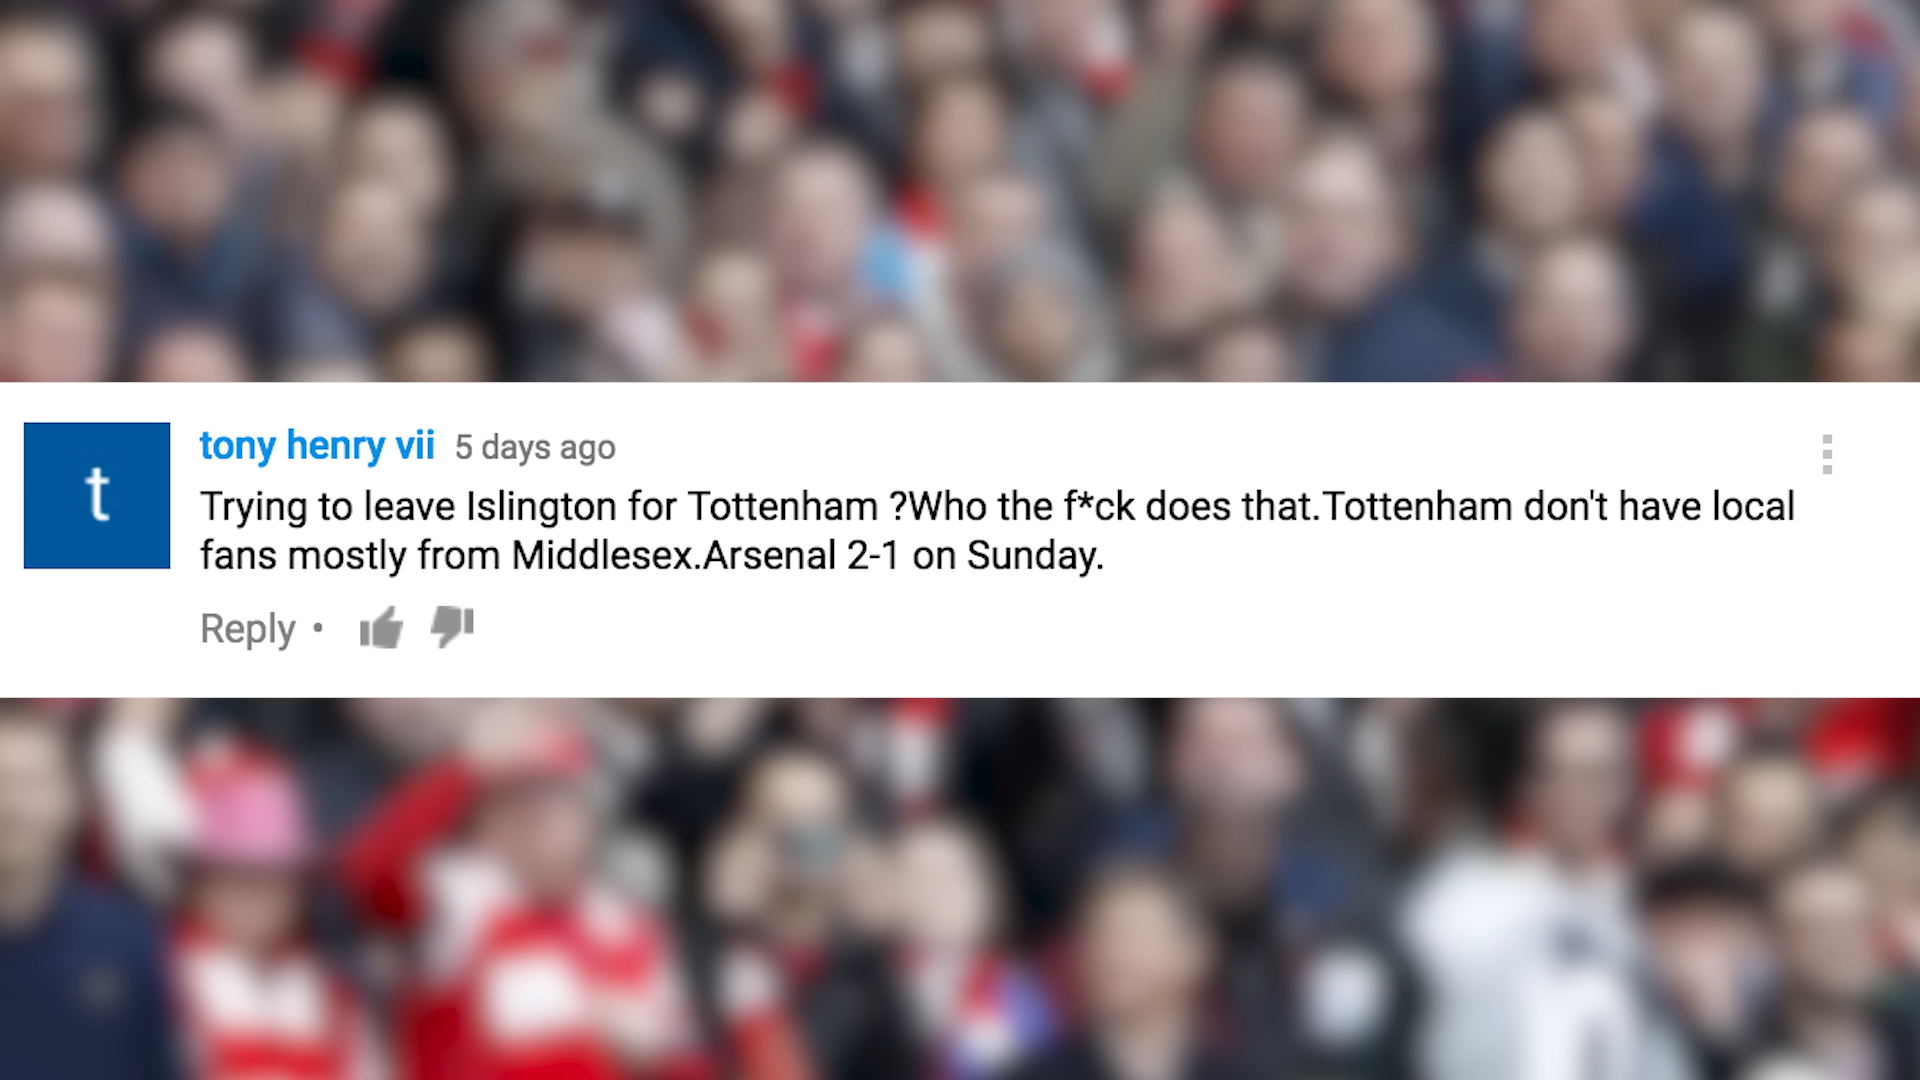 t
tony henry vii 5 days ago
Trying to leave Islington for Tottenham ?Who the f*ck does that.Tottenham don't have local
fans mostly from Middlesex.Arsenal 2-1 on Sunday.
Reply •